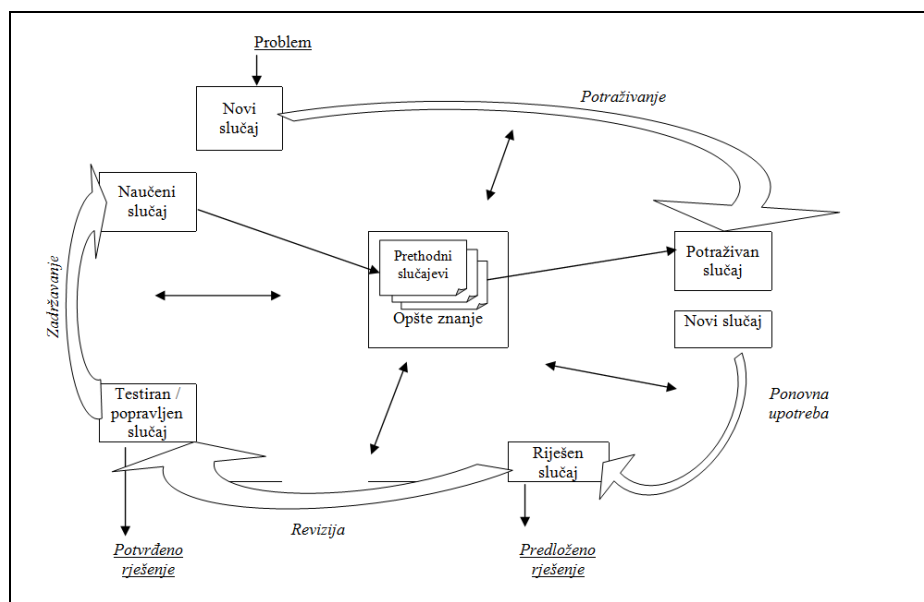 Problem
Potraživanje
Novi
slučaj
Naučeni
slučaj
Prethodni
slučajevi
Opšte znanje
Potraživan
slučaj
Novi slučaj
Zadržavanje
Testiran /
popravljen
slučaj
Ponovna
upotreba
Riješen
slučaj
Revizija
Potvrđeno
rješenje
Predloženo
rješenje